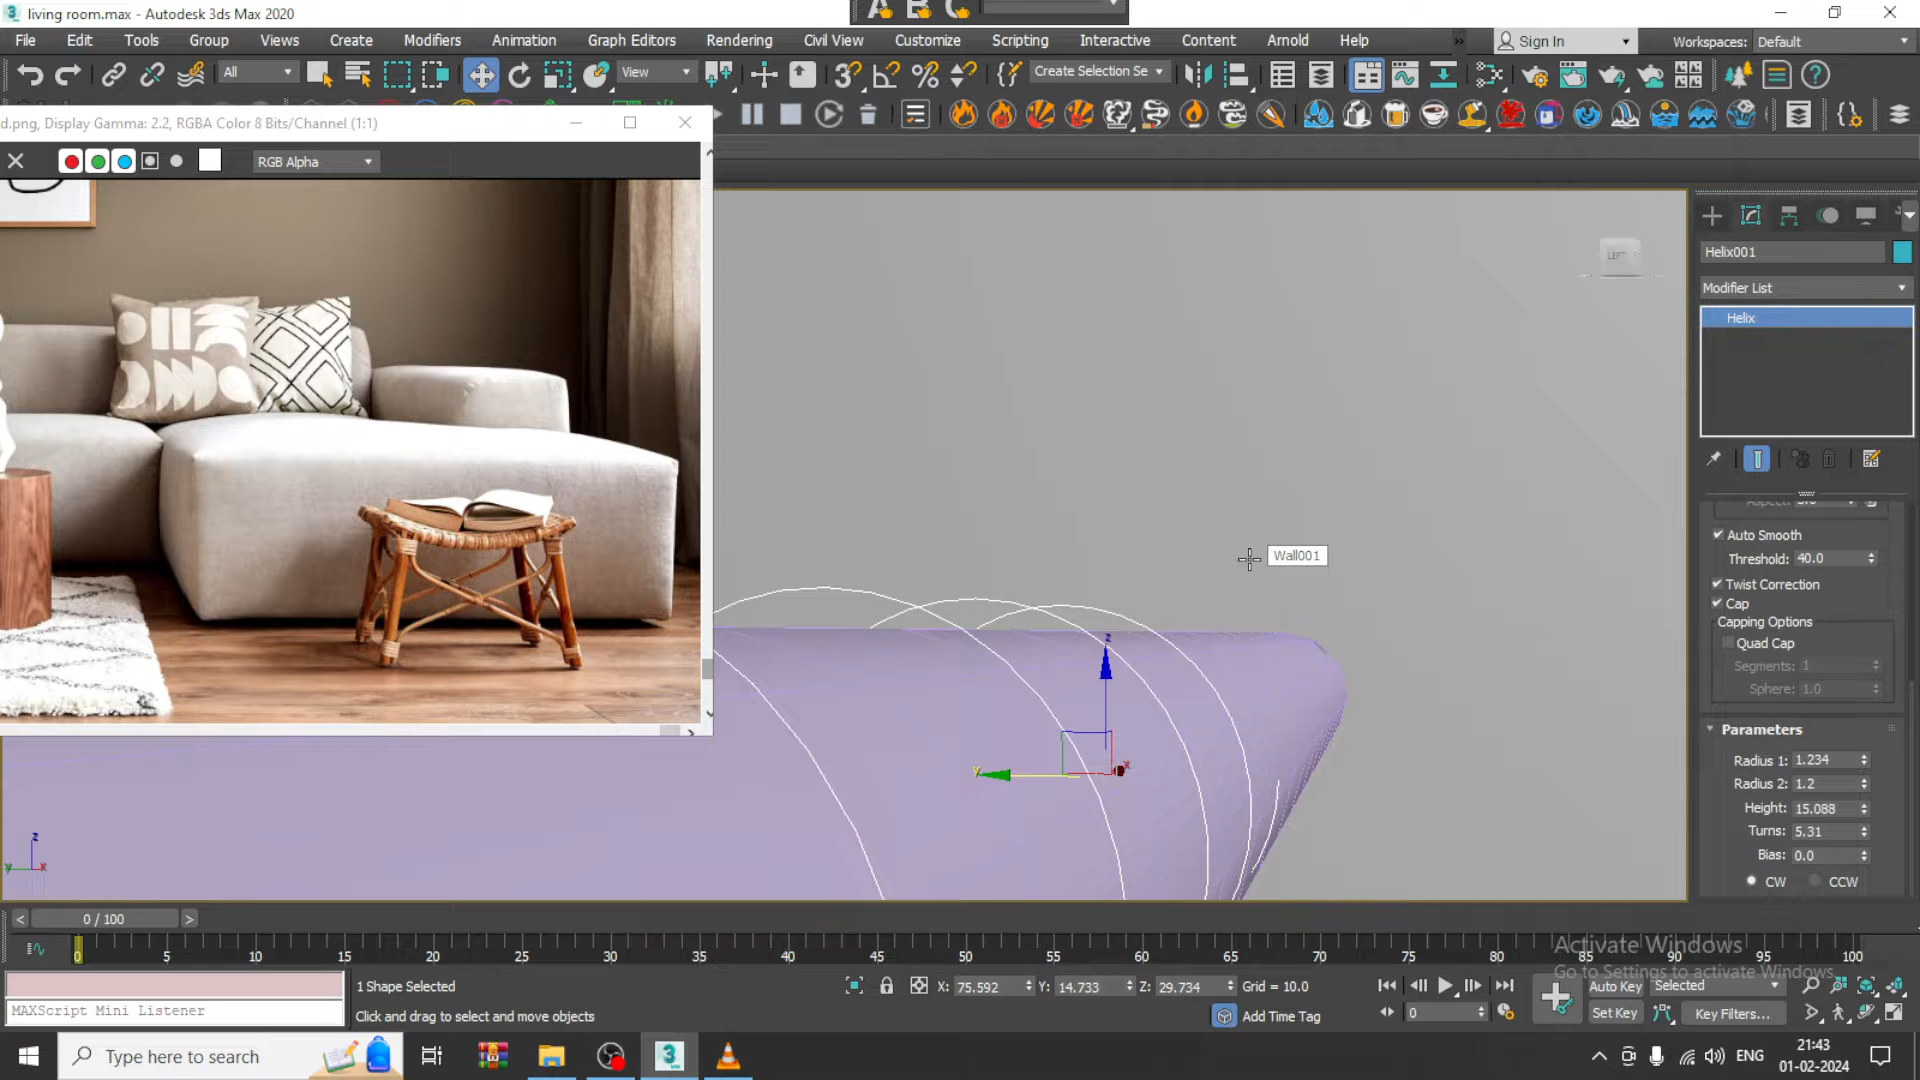 living room.max - Autodesk 3ds Max 2020
File Edit Tools Group Views Create Modifiers Animation Graph Editors Rendering Civil View Customize Scripting Interactive Content Arnold Help
Sign In
Workspaces: Default
All
View
Create Selection Se
d.png, Display Gamma: 2.2, RGBA Color 8 Bits/Channel (1:1)
RGB Alpha
LEFT
Wall001
z
y
x
z
y
x
Helix001
Modifier List
Helix
Auto Smooth
Threshold: 40.0
Twist Correction
Cap
Capping Options
Quad Cap
Segments: 1
Sphere: 1.0
Parameters
Radius 1: 1.234
Radius 2: 1.2
Height: 15.088
Turns: 5.31
Bias: 0.0
CW CCW
0 / 100
0 5 10 15 20 25 30 35 40 45 50 55 60 65 70 75 80 85 90 95 100
Activate Windows
Go to Settings to activate Windows.
1 Shape Selected
X: 75.592 Y: 14.733 Z: 29.734 Grid = 10.0
Auto Key Selected
MAXScript Mini Listener
Click and drag to select and move objects
Add Time Tag
0
Set Key Key Filters...
Type here to search
ENG
21:43
01-02-2024